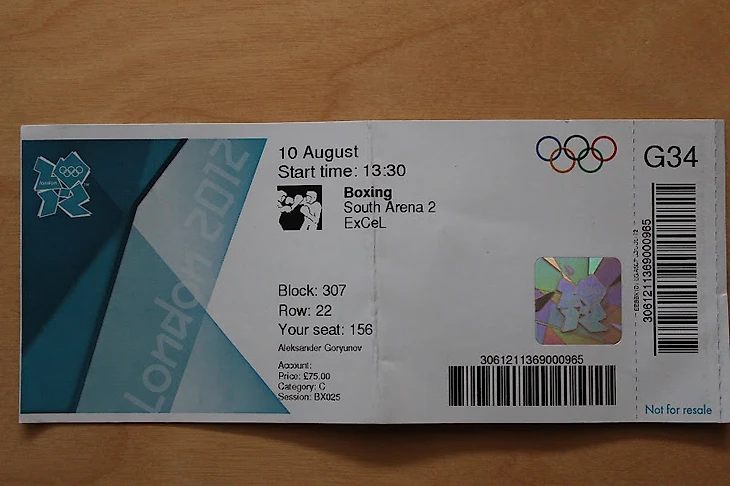 London 2012
10 August
Start time: 13:30
Boxing
South Arena 2
ExCeL
Block: 307
Row: 22
Your seat: 156
Aleksander Goryunov
Account:
Price: £75.00
Category: C
Session: BX025
3061211369000965
G34
3061211369000965
Not for resale